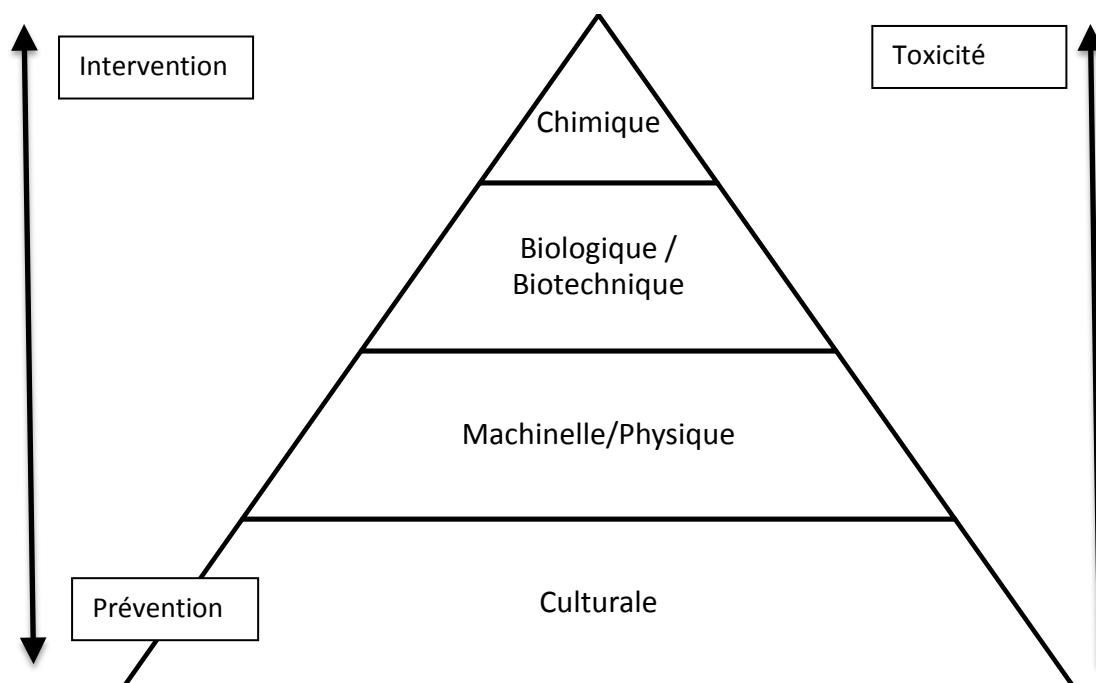 Intervention
Toxicité
Chimique
Biologique /
Biotechnique
Machinelle/Physique
Prévention
Culturale